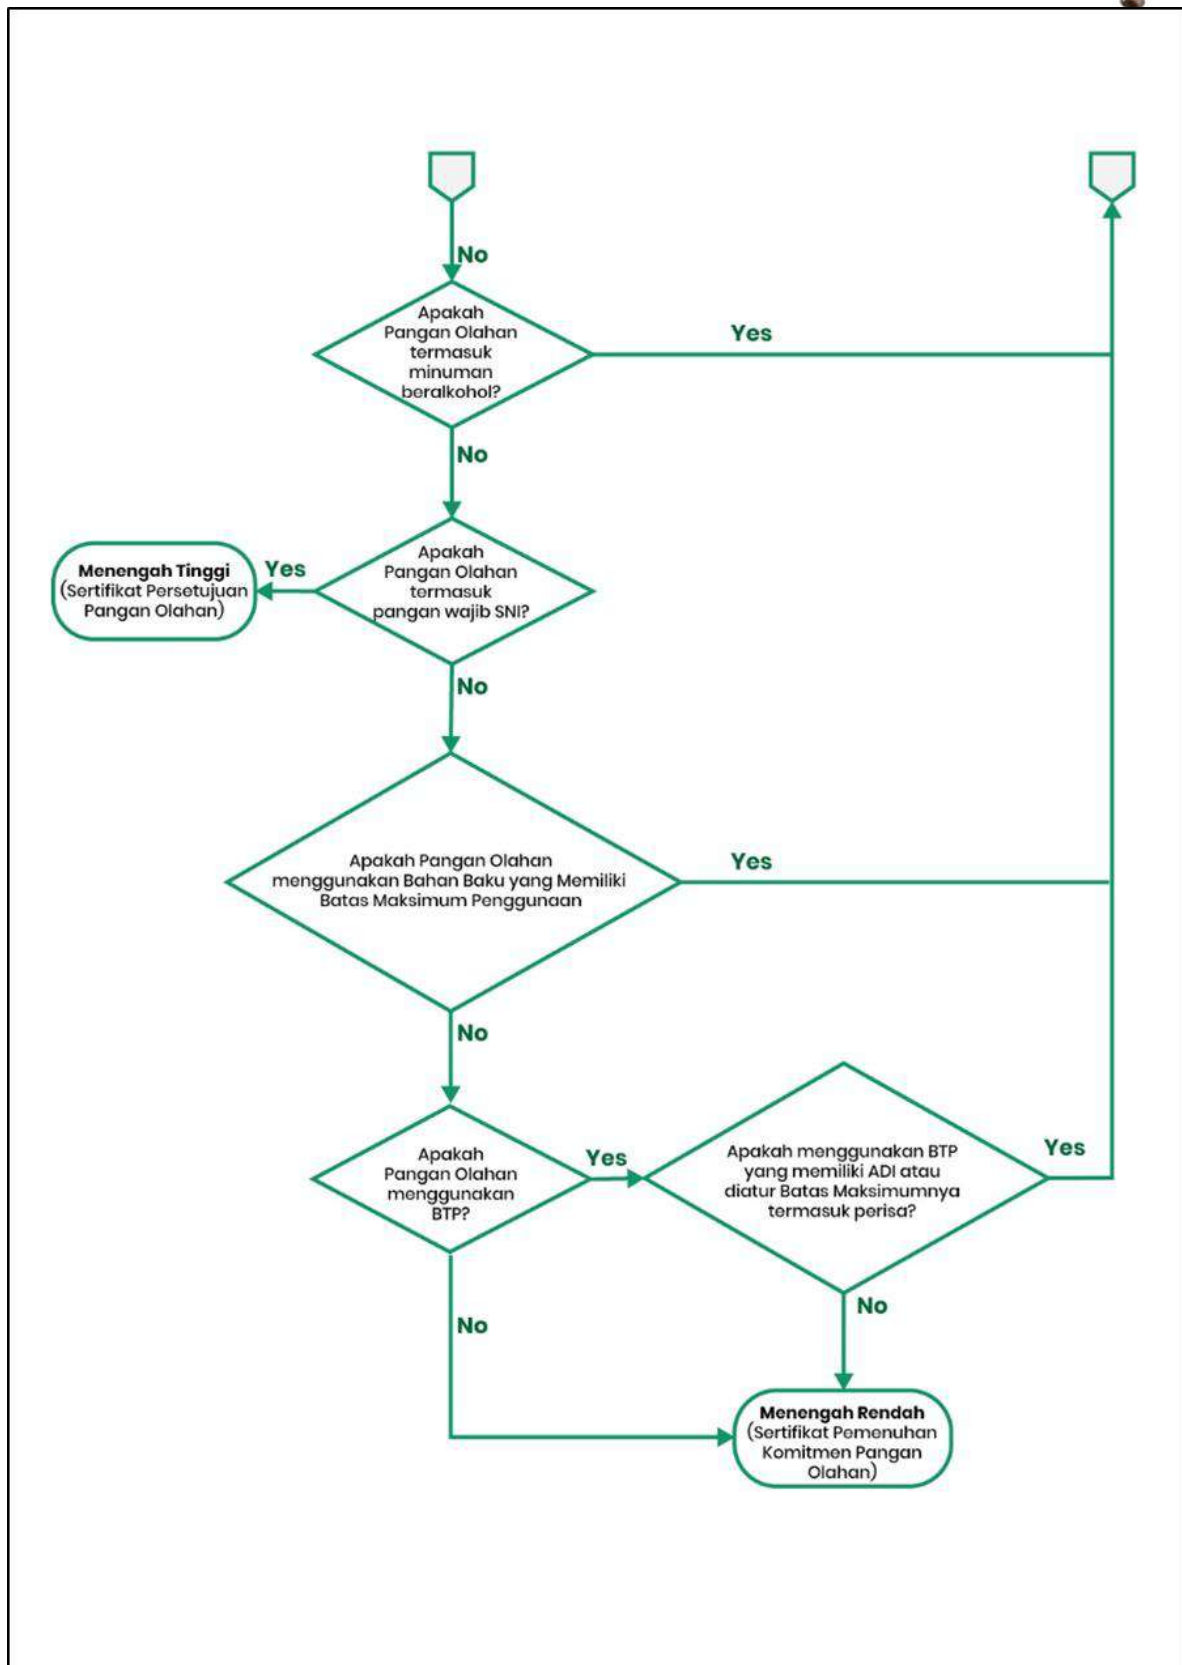 No
Apakah
Pangan Olahan
termasuk
minuman
beralkohol?
Yes
No
Apakah
Pangan Olahan
termasuk
pangan wajib SNI?
Yes
Menengah Tinggi
(Sertifikat Persetujuan
Pangan Olahan)
No
Apakah Pangan Olahan
menggunakan Bahan Baku yang Memiliki
Batas Maksimum Penggunaan
Yes
No
Apakah
Pangan Olahan
menggunakan
BTP?
Yes
Apakah menggunakan BTP
yang memiliki ADI atau
diatur Batas Maksimumnya
termasuk perisa?
Yes
No
No
Menengah Rendah
(Sertifikat Pemenuhan
Komitmen Pangan
Olahan)